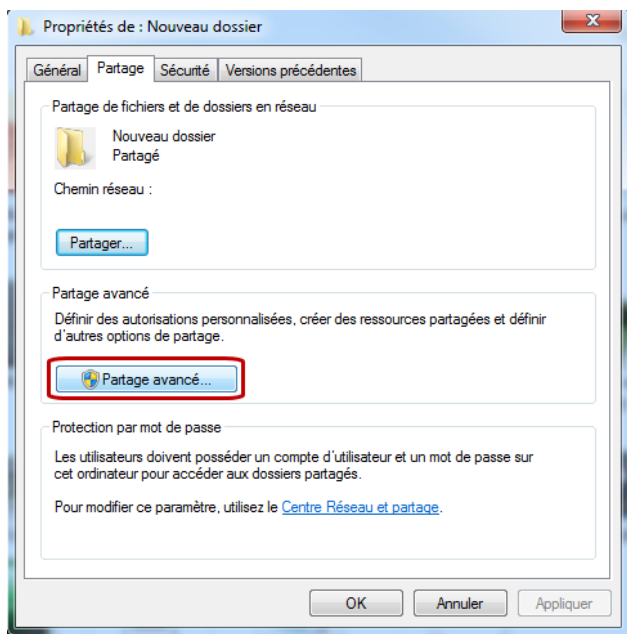 Propriétés de : Nouveau dossier
Général Partage Sécurité Versions précédentes
Partage de fichiers et de dossiers en réseau
Nouveau dossier
Partagé
Chemin réseau :
Partager...
Partage avancé
Définir des autorisations personnalisées, créer des ressources partagées et définir
d'autres options de partage.
Partage avancé...
Protection par mot de passe
Les utilisateurs doivent posséder un compte d'utilisateur et un mot de passe sur
cet ordinateur pour accéder aux dossiers partagés.
Pour modifier ce paramètre, utilisez le Centre Réseau et partage.
OK Annuler Appliquer